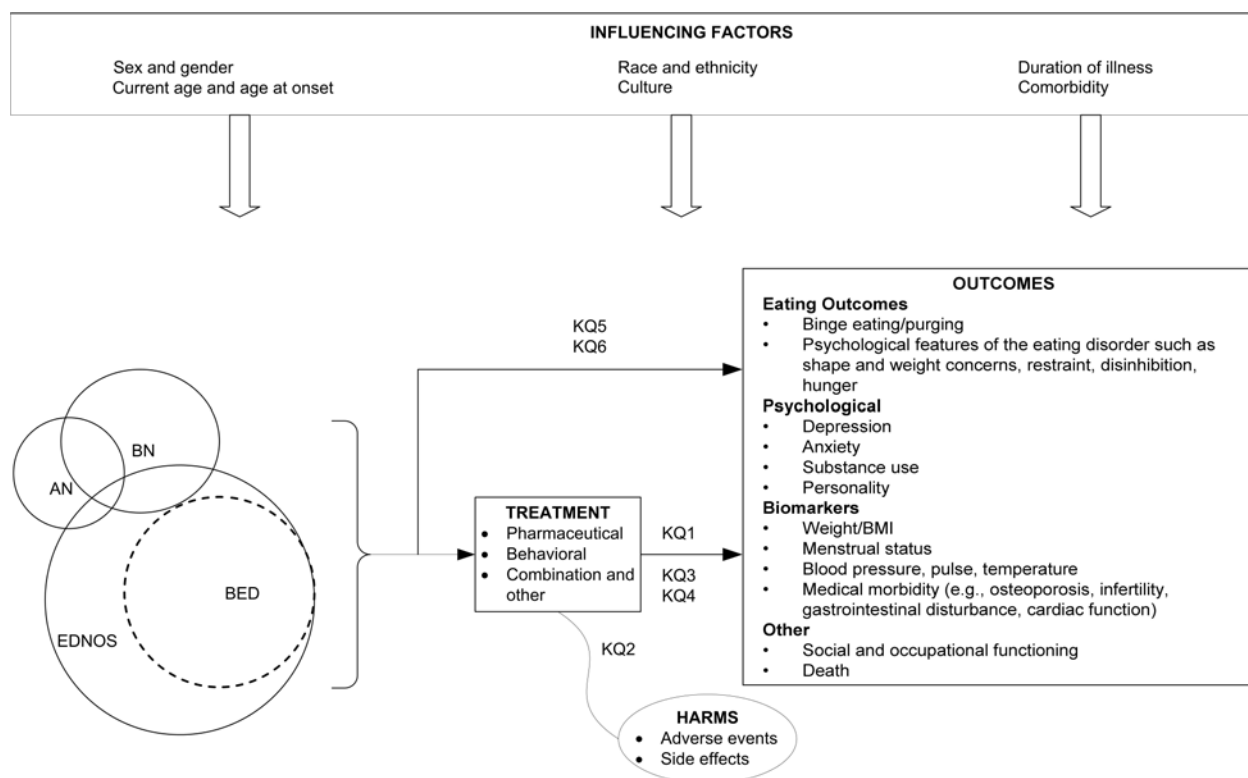 INFLUENCING FACTORS
Sex and gender
Current age and age at onset
Race and ethnicity
Culture
Duration of illness
Comorbidity
KQ5
KQ6
BN
AN
BED
EDNOS
TREATMENT
• Pharmaceutical
• Behavioral
• Combination and
other
KQ1
KQ3
KQ4
KQ2
HARMS
• Adverse events
• Side effects
OUTCOMES
Eating Outcomes
• Binge eating/purging
• Psychological features of the eating disorder such as
shape and weight concerns, restraint, disinhibition,
hunger
Psychological
• Depression
• Anxiety
• Substance use
• Personality
Biomarkers
• Weight/BMI
• Menstrual status
• Blood pressure, pulse, temperature
• Medical morbidity (e.g., osteoporosis, infertility,
gastrointestinal disturbance, cardiac function)
Other
• Social and occupational functioning
• Death